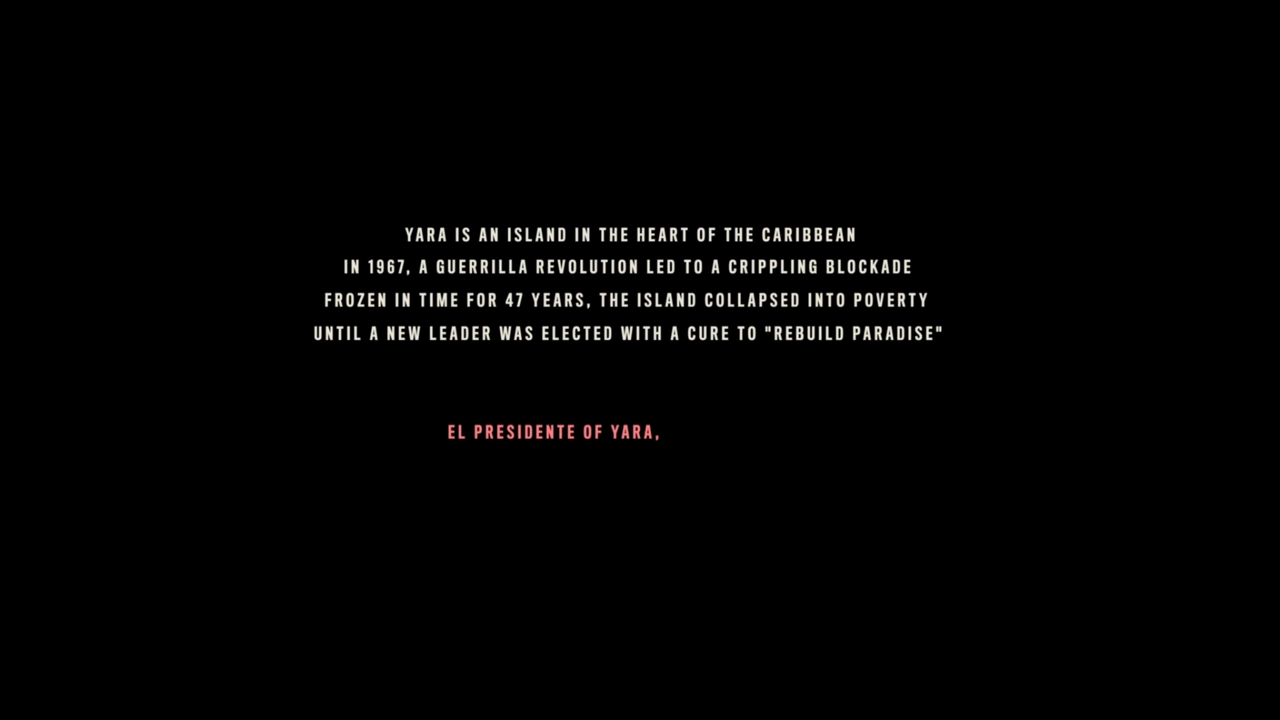 YARA IS AN ISLAND IN THE HEART OF THE CARIBBEAN
IN 1967, A GUERRILLA REVOLUTION LED TO A CRIPPLING BLOCKADE
FROZEN IN TIME FOR 47 YEARS, THE ISLAND COLLAPSED INTO POVERTY
UNTIL A NEW LEADER WAS ELECTED WITH A CURE TO "REBUILD PARADISE"
EL PRESIDENTE OF YARA,